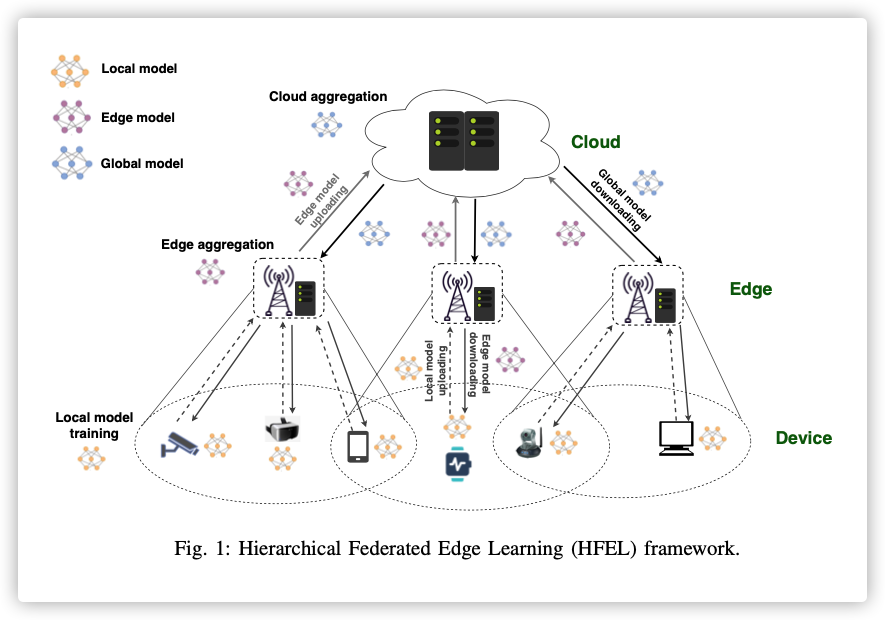 Local model
Edge model
Global model
Cloud aggregation
Cloud
Edge model
uploading
Global model
downloading
Edge aggregation
Edge
Local model
uploading
Edge model
downloading
Local model
training
Device
Fig. 1: Hierarchical Federated Edge Learning (HFEL) framework.